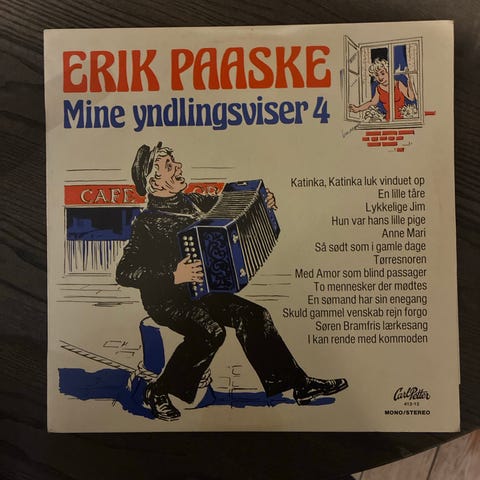 ERIK PAASKE
Mine yndlingsviser 4
CAFE
Katinka, Katinka luk vinduet op
En lille tåre
Lykkelige Jim
Hun var hans lille pige
Anne Mari
Så sødt som i gamle dage
Tørresnoren
Med Amor som blind passager
To mennesker der mødtes
En sømand har sin enegang
Skuld gammel venskab rejn forgo
Søren Bramfris lærkesang
I kan rende med kommoden
Carl Petter
413-12
MONO/STEREO